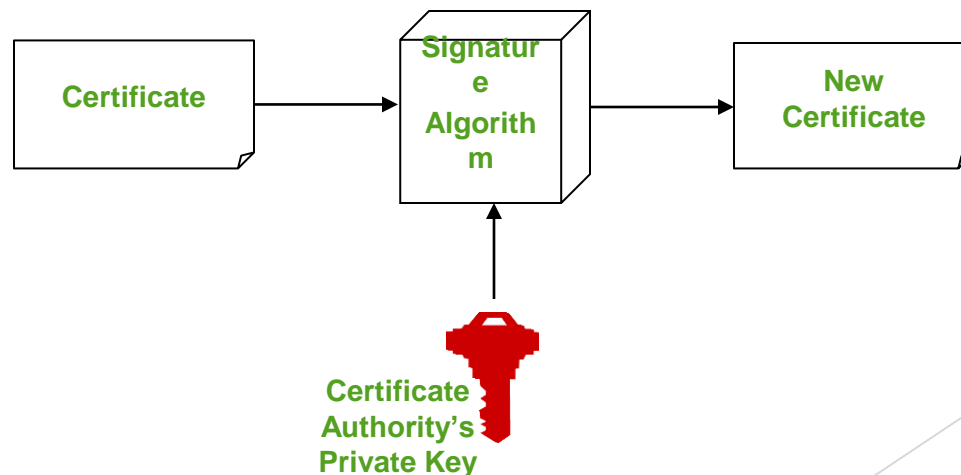 Certificate
Signatur
e
Algorith
m
New
Certificate
Certificate
Authority’s
Private Key